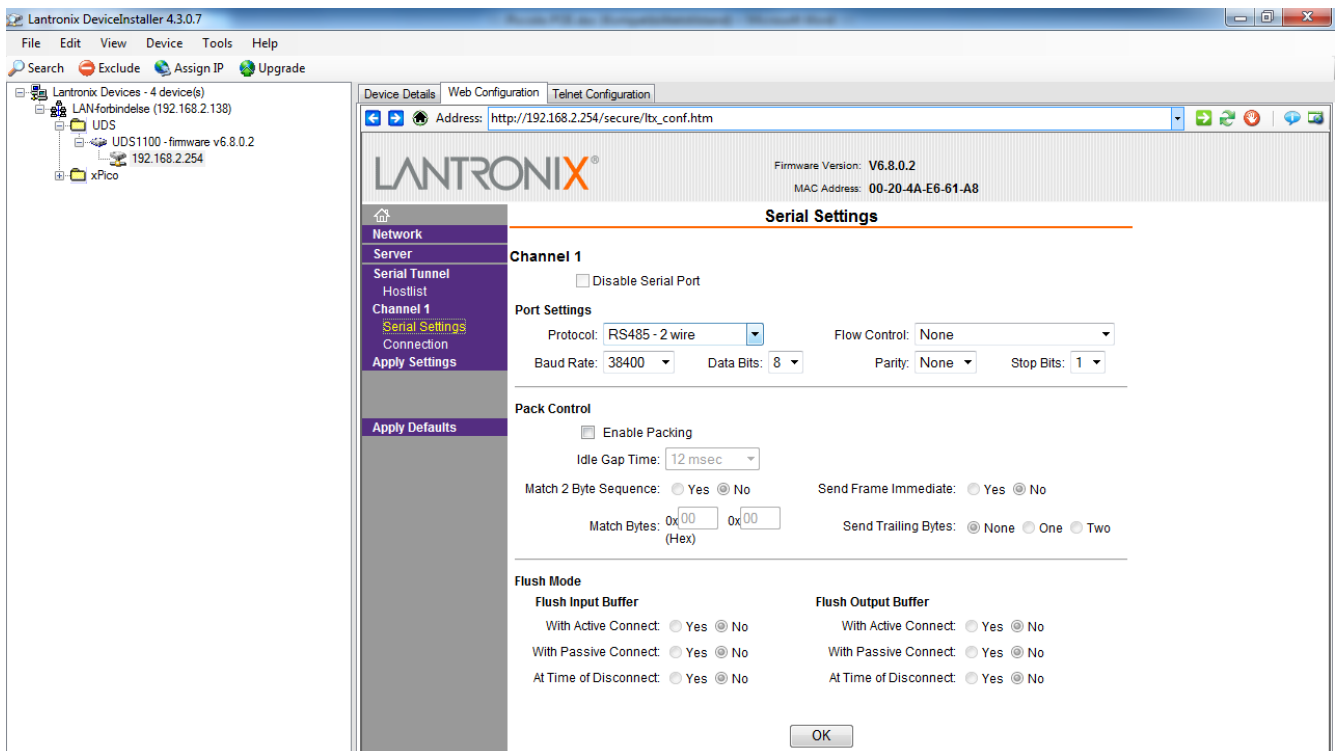 Lantronix DeviceInstaller 4.3.0.7
File Edit View Device Tools Help
Search Exclude Assign IP Upgrade
Lantronix Devices - 4 device(s)
LAN-forbindelse (192.168.2.138)
UDS
UDS1100 - firmware v6.8.0.2
192.168.2.254
xPico
Device Details Web Configuration Telnet Configuration
Address: http://192.168.2.254/secure/ltx_conf.htm
LANTRONIX®
Firmware Version: V6.8.0.2
MAC Address: 00-20-4A-E6-61-A8
Network
Server
Serial Tunnel
Hostlist
Channel 1
Serial Settings
Connection
Apply Settings
Apply Defaults
Serial Settings
Channel 1
Disable Serial Port
Port Settings
Protocol: RS485 - 2 wire Flow Control: None
Baud Rate: 38400 Data Bits: 8 Parity: None Stop Bits: 1
Pack Control
Enable Packing
Idle Gap Time: 12 msec
Match 2 Byte Sequence: Yes No Send Frame Immediate: Yes No
Match Bytes: 0x 00 0x 00 Send Trailing Bytes: None One Two
(Hex)
Flush Mode
Flush Input Buffer Flush Output Buffer
With Active Connect: Yes No With Active Connect: Yes No
With Passive Connect: Yes No With Passive Connect: Yes No
At Time of Disconnect: Yes No At Time of Disconnect: Yes No
OK